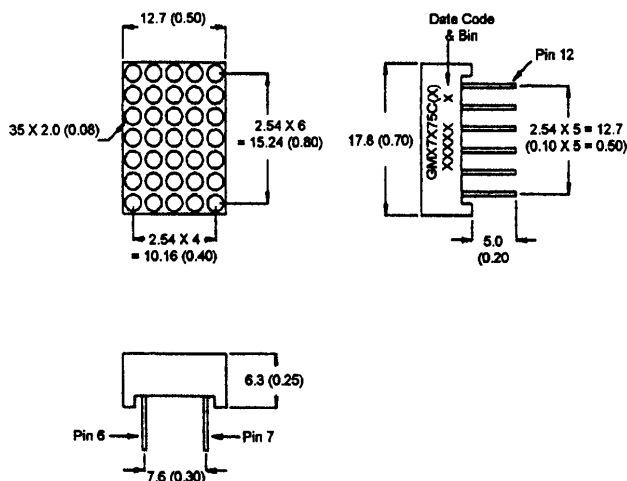 12.7 (0.50)
35 X 2.0 (0.08)
2.54 X 6
= 15.24 (0.80)
2.54 X 4
= 10.16 (0.40)
Date Code
& Bin
Pin 12
17.8 (0.70)
GMX7X75C(X)
XXXXX X
2.54 X 5 = 12.7
(0.10 X 5 = 0.50)
5.0
(0.20
6.3 (0.25)
Pin 6
Pin 7
7.6 (0.30)